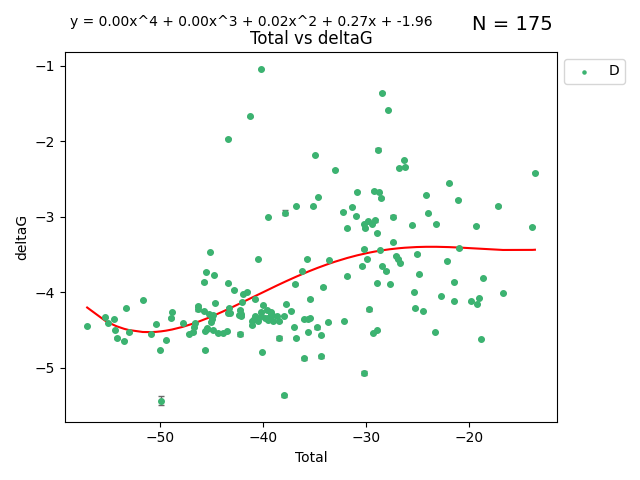 y = 0.00x^4 + 0.00x^3 + 0.02x^2 + 0.27x + -1.96
N = 175
Total vs deltaG
D
−1
−2
−3
−4
−5
deltaG
−50 −40 −30 −20
Total